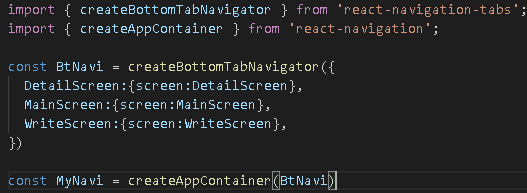 import { createBottomTabNavigator } from 'react-navigation-tabs';
import { createAppContainer } from 'react-navigation';

const BtNavi = createBottomTabNavigator({
  DetailScreen:{screen:DetailScreen},
  MainScreen:{screen:MainScreen},
  WriteScreen:{screen:WriteScreen},
})

const MyNavi = createAppContainer(BtNavi)